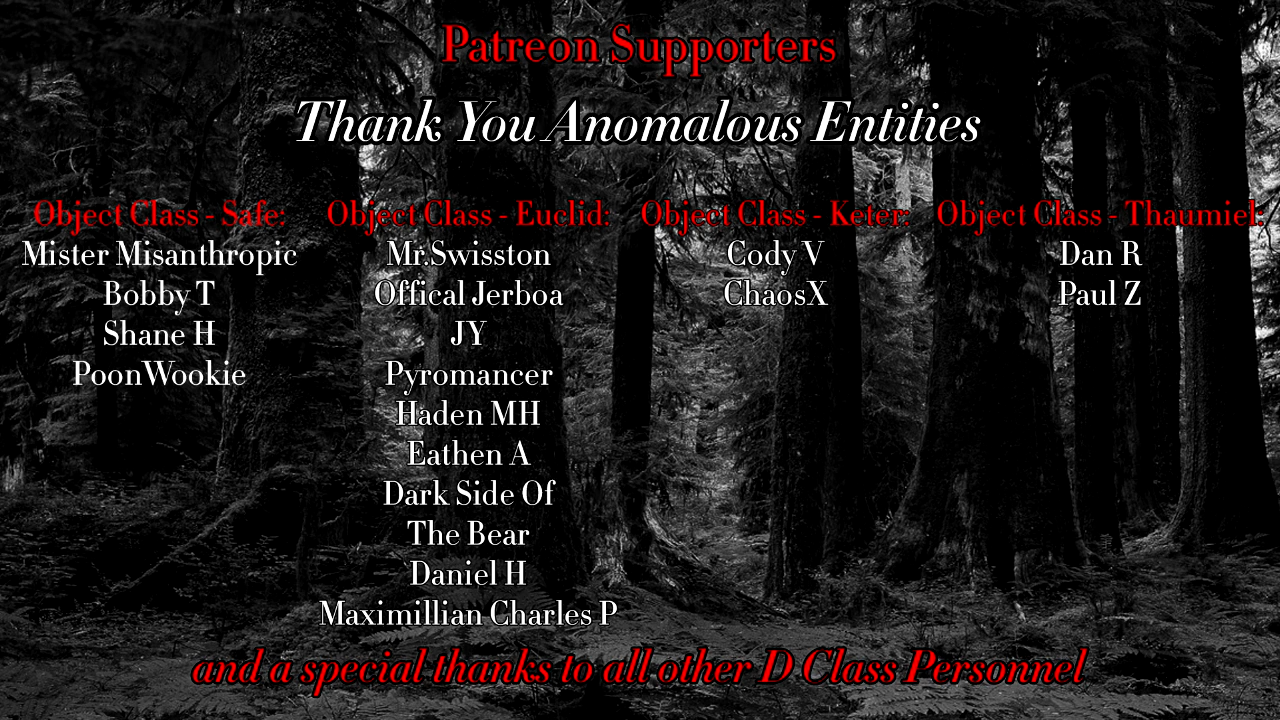 Patreon Supporters
Thank You Anomalous Entities
Object Class - Safe:
Mister Misanthropic
Bobby T
Shane H
PoonWookie
Object Class - Euclid:
Mr.Swisston
Offical Jerboa
JY
Pyromancer
Haden MH
Eathen A
Dark Side Of
The Bear
Daniel H
Maximillian Charles P
Object Class - Keter:
Cody V
ChaosX
Object Class - Thaumiel:
Dan R
Paul Z
and a special thanks to all other D Class Personnel